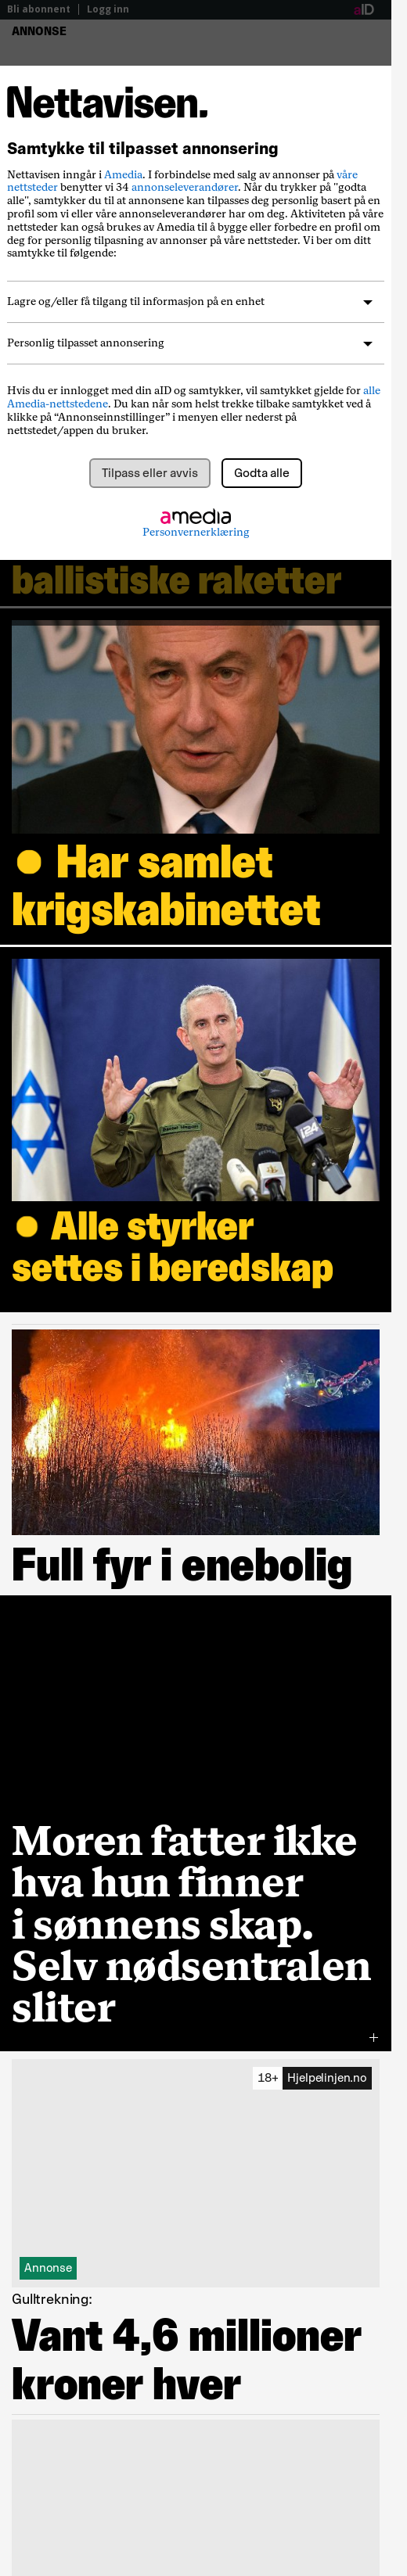 Bli abonnent | Logg inn
aID
ANNONSE
Nettavisen.
Samtykke til tilpasset annonsering
Nettavisen inngår i Amedia. I forbindelse med salg av annonser på våre
nettsteder benytter vi 34 annonseleverandører. Når du trykker på "godta
alle", samtykker du til at annonsene kan tilpasses deg personlig basert på en
profil som vi eller våre annonseleverandører har om deg. Aktiviteten på våre
nettsteder kan også brukes av Amedia til å bygge eller forbedre en profil om
deg for personlig tilpasning av annonser på våre nettsteder. Vi ber om ditt
samtykke til følgende:
Lagre og/eller få tilgang til informasjon på en enhet
Personlig tilpasset annonsering
Hvis du er innlogget med din aID og samtykker, vil samtykket gjelde for alle
Amedia-nettstedene. Du kan når som helst trekke tilbake samtykket ved å
klikke på “Annonseinnstillinger” i menyen eller nederst på
nettstedet/appen du bruker.
Tilpass eller avvis
Godta alle
amedia
Personvernerklæring
ballistiske raketter
Har samlet
krigskabinettet
124
Alle styrker
settes i beredskap
Full fyr i enebolig
Moren fatter ikke
hva hun finner
i sønnens skap.
Selv nødsentralen
sliter
18+ Hjelpelinjen.no
Annonse
Gulltrekning:
Vant 4,6 millioner
kroner hver